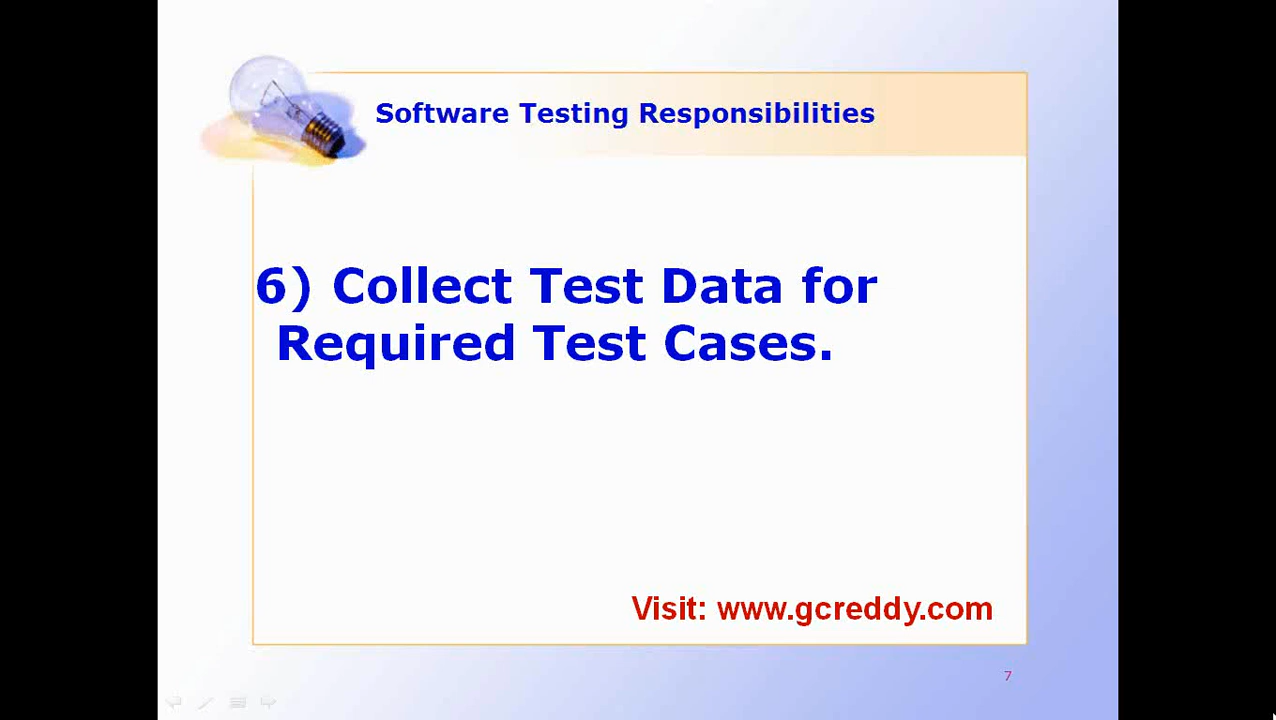 Software Testing Responsibilities
6) Collect Test Data for
Required Test Cases.
Visit: www.gcreddy.com
7